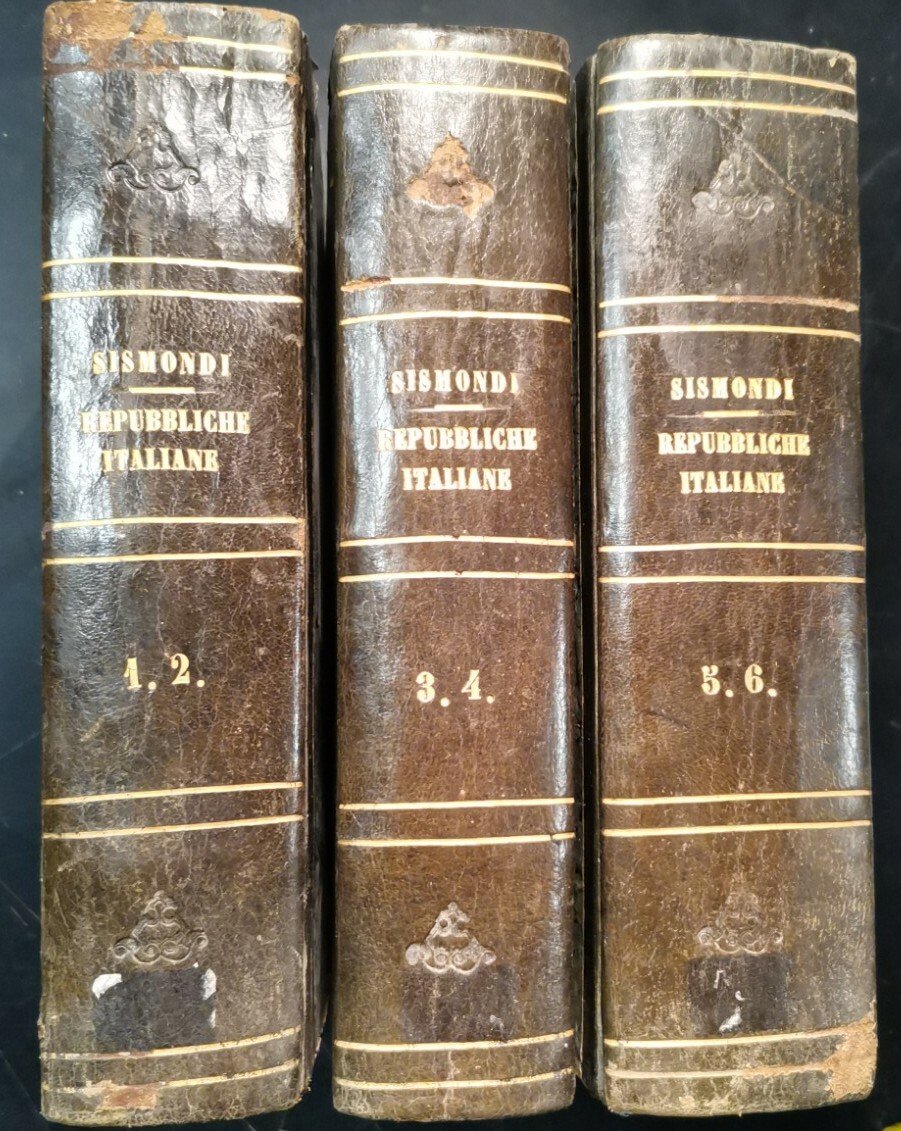 SISMONDI
REPUBBLICHE
ITALIANE
1. 2.
SISMONDI
REPUBBLICHE
ITALIANE
3. 4.
SISMONDI
REPUBBLICHE
ITALIANE
5. 6.